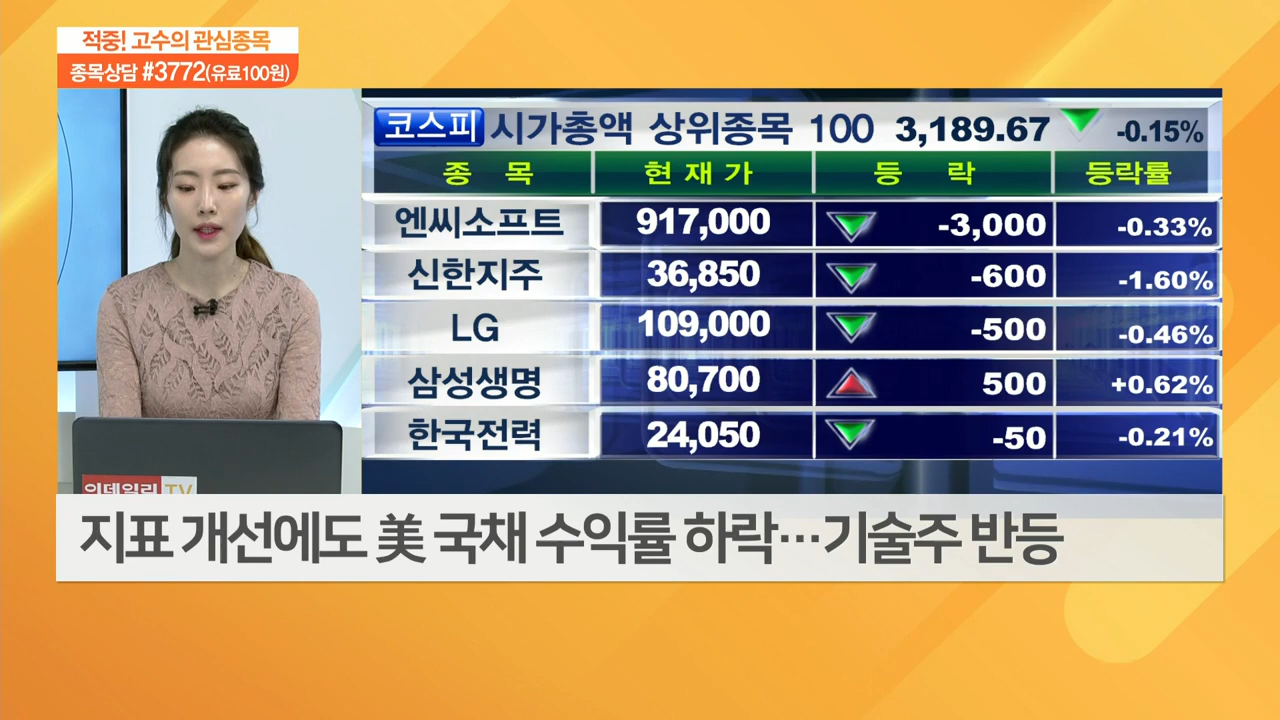 적중! 고수의 관심종목
종목상담 #3772(유료100원)
코스피 시가총액 상위종목 100 3,189.67 -0.15%
종 목 현 재 가 등 락 등락률
엔씨소프트 917,000 -3,000 -0.33%
신한지주 36,850 -600 -1.60%
LG 109,000 -500 -0.46%
삼성생명 80,700 500 +0.62%
한국전력 24,050 -50 -0.21%
이데일리 TV
지표 개선에도 美 국채 수익률 하락…기술주 반등